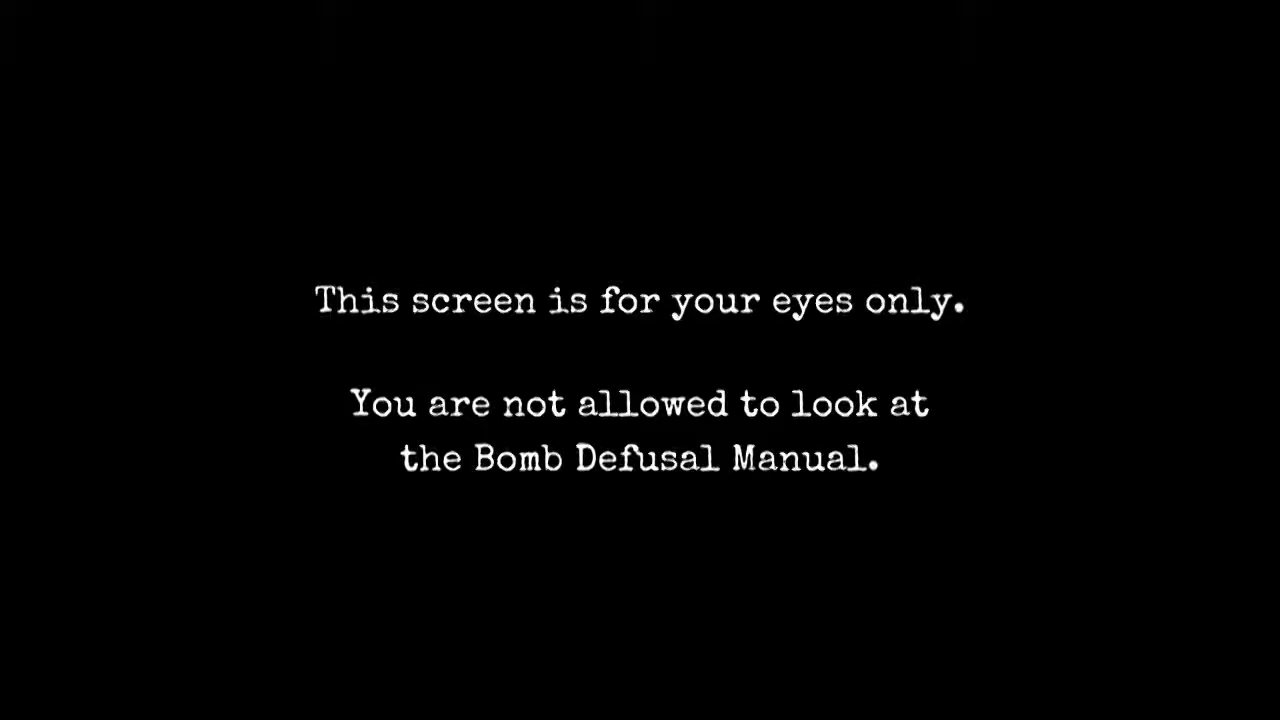 This screen is for your eyes only.
You are not allowed to look at
the Bomb Defusal Manual.